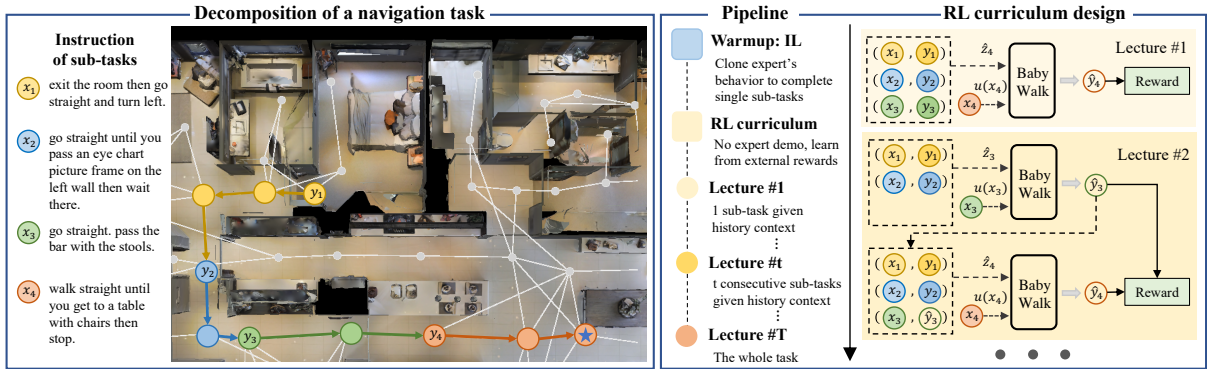 Decomposition of a navigation task
Instruction
of sub-tasks
x₁ exit the room then go
straight and turn left.
x₂ go straight until you
pass an eye chart
picture frame on the
left wall then wait
there.
x₃ go straight. pass the
bar with the stools.
x₄ walk straight until
you get to a table
with chairs then
stop.
y₁
y₂
y₃
y₄
Pipeline
Warmup: IL
Clone expert's
behavior to complete
single sub-tasks
RL curriculum
No expert demo, learn
from external rewards
Lecture #1
1 sub-task given
history context
⋮
Lecture #t
t consecutive sub-tasks
given history context
⋮
Lecture #T
The whole task
RL curriculum design
Lecture #1
(x₁, y₁)
(x₂, y₂)
(x₃, y₃)
ẑ₄
u(x₄)
x₄
Baby
Walk
ŷ₄
Reward
Lecture #2
(x₁, y₁)
(x₂, y₂)
ẑ₃
u(x₃)
x₃
Baby
Walk
ŷ₃
(x₁, y₁)
(x₂, y₂)
(x₃, ŷ₃)
ẑ₄
u(x₄)
x₄
Baby
Walk
ŷ₄
Reward